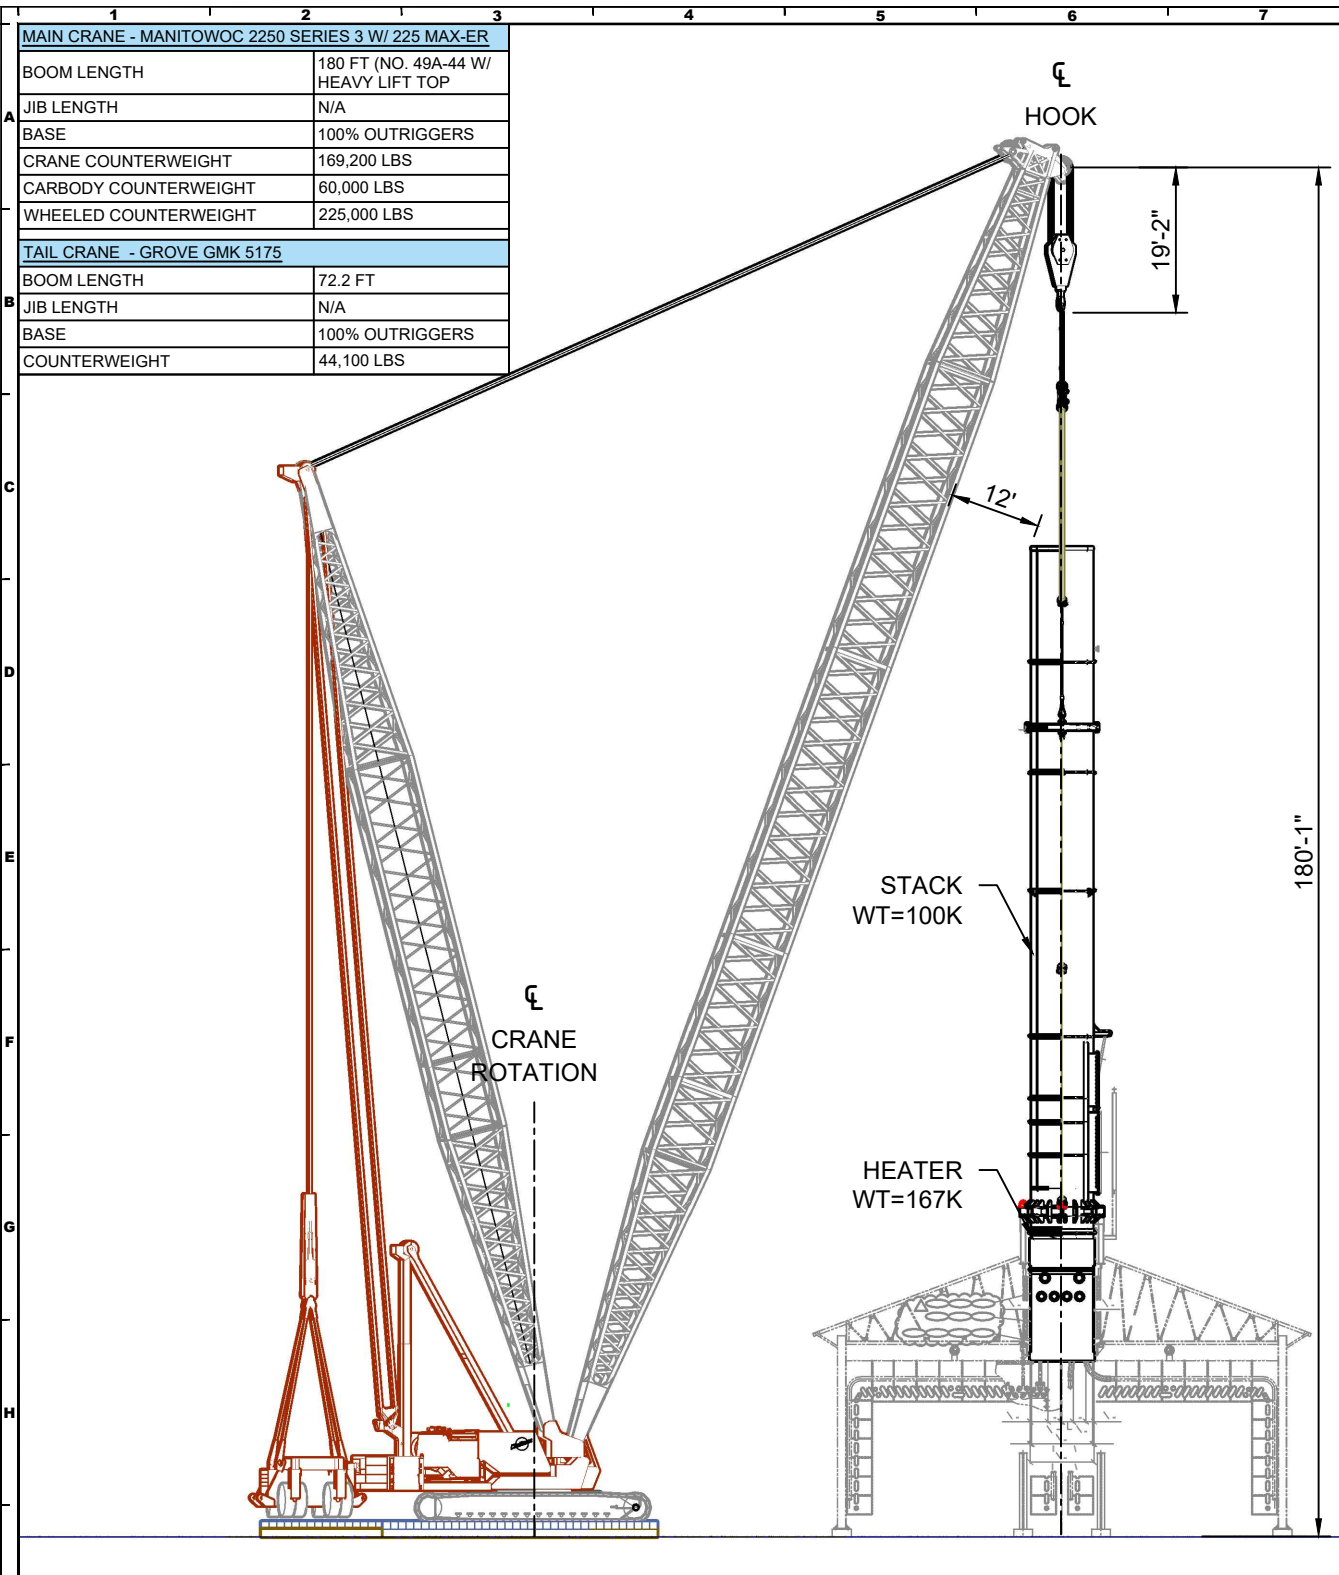 1 2 3 4 5 6 7
MAIN CRANE - MANITOWOC 2250 SERIES 3 W/ 225 MAX-ER
BOOM LENGTH 180 FT (NO. 49A-44 W/
HEAVY LIFT TOP
JIB LENGTH N/A
BASE 100% OUTRIGGERS
CRANE COUNTERWEIGHT 169,200 LBS
CARBODY COUNTERWEIGHT 60,000 LBS
WHEELED COUNTERWEIGHT 225,000 LBS
TAIL CRANE - GROVE GMK 5175
BOOM LENGTH 72.2 FT
JIB LENGTH N/A
BASE 100% OUTRIGGERS
COUNTERWEIGHT 44,100 LBS
A
B
C
D
E
F
G
H
℄
HOOK
19'-2"
12'
180'-1"
STACK
WT=100K
℄
CRANE
ROTATION
HEATER
WT=167K